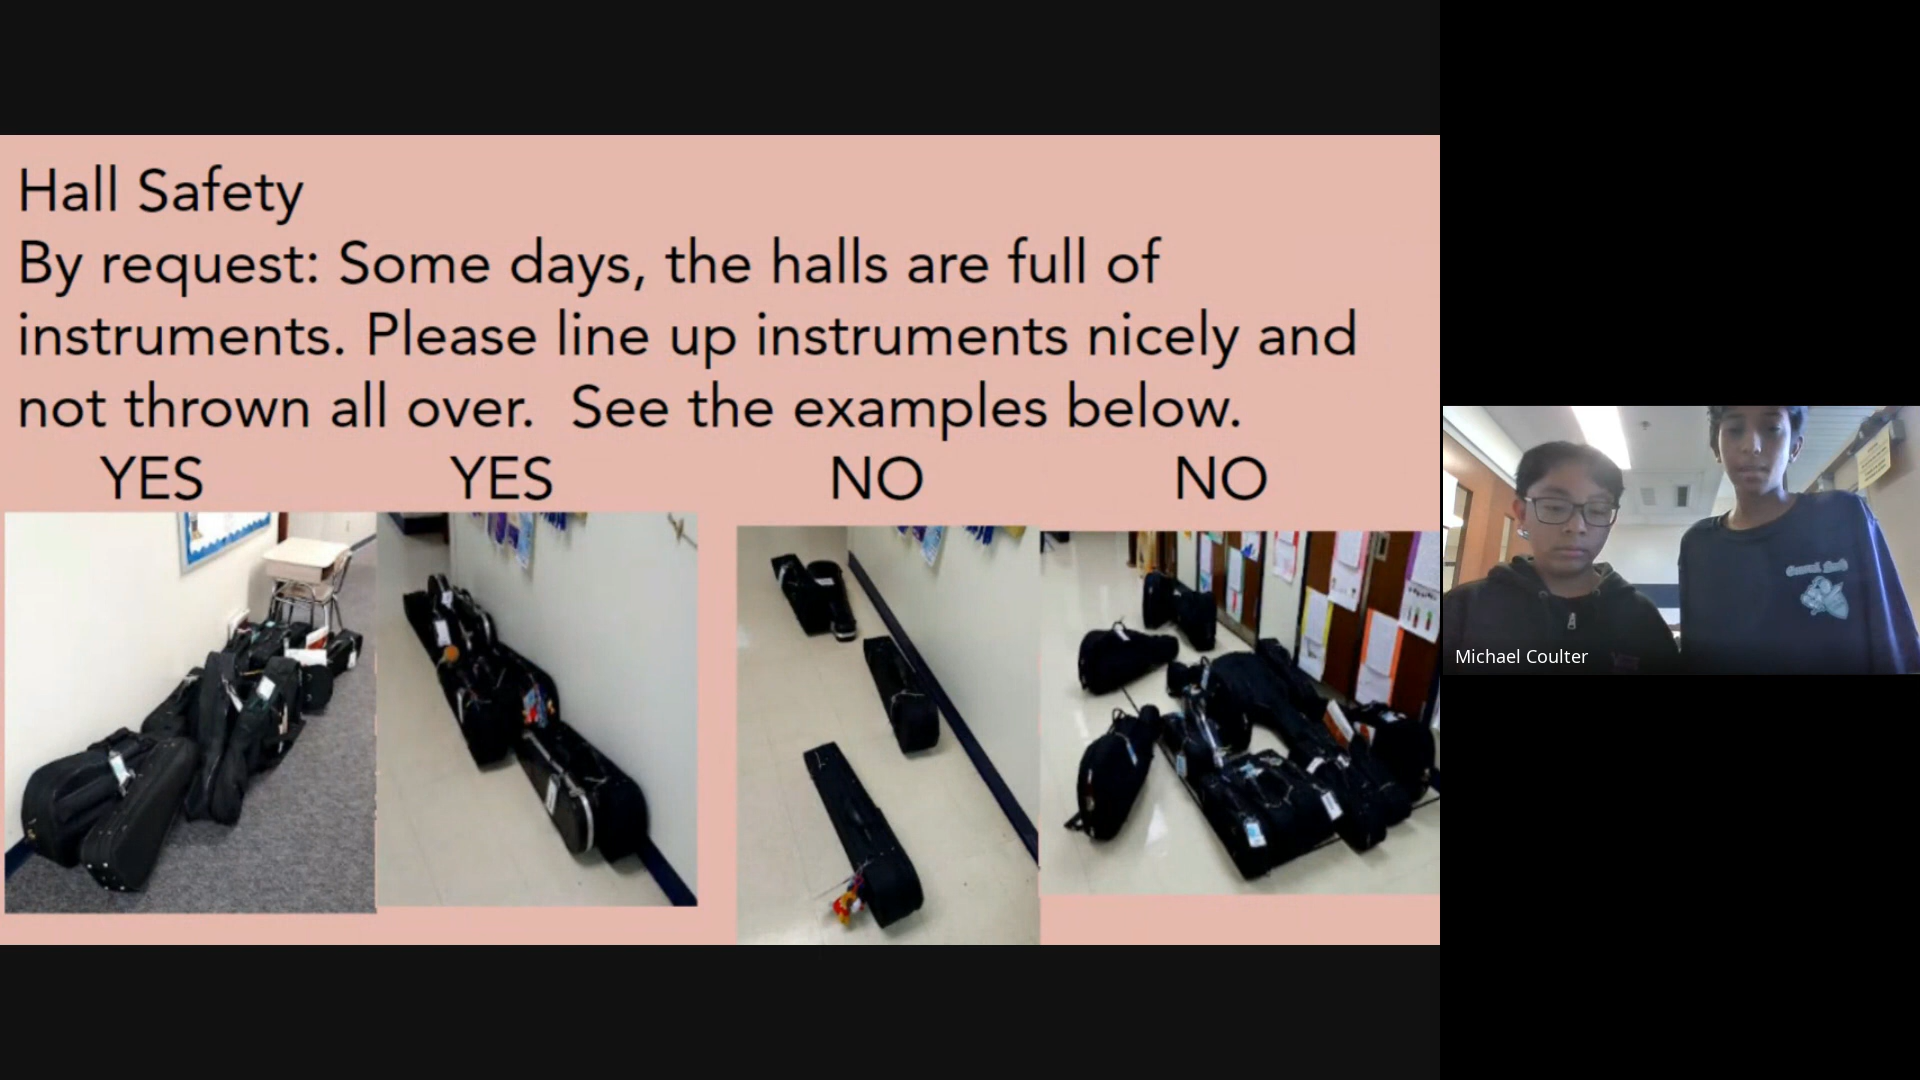 Hall Safety
By request: Some days, the halls are full of
instruments. Please line up instruments nicely and
not thrown all over.  See the examples below.
YES YES NO NO
Michael Coulter